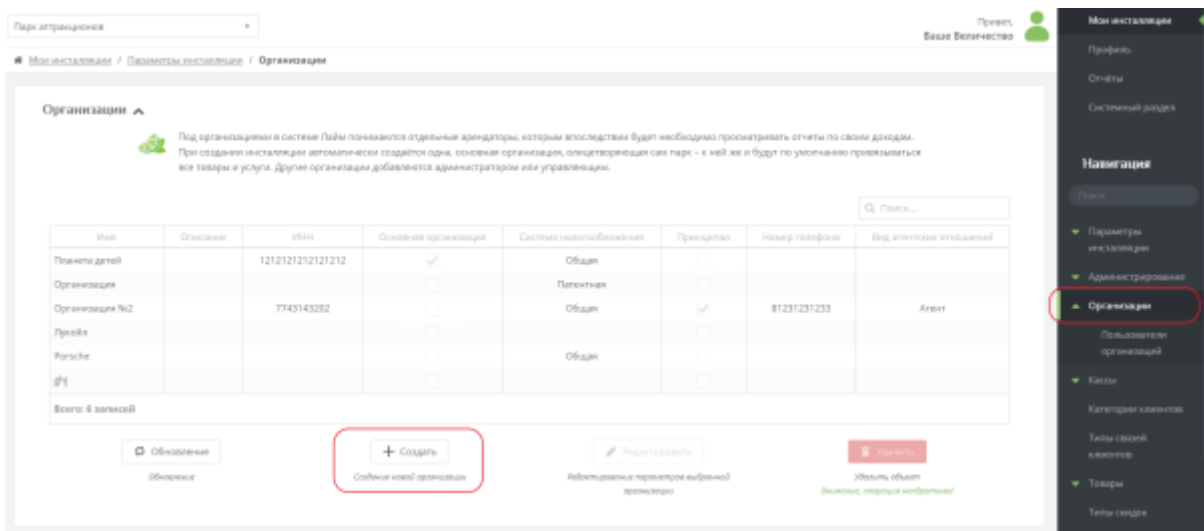 Парк аттракционов
Привет,
Ваше Величество
Мои инсталляции / Параметры инсталляции / Организации
Организации
Под организациями в системе Лайм понимаются отдельные арендаторы, которым впоследствии будет необходимо просматривать отчеты по своим доходам.
При создании инсталляции автоматически создаётся одна, основная организация, олицетворяющая сам парк – к ней же и будут по умолчанию привязываться
все товары и услуги. Другие организации добавляются администратором или управляющим.
Поиск...
Имя Описание ИНН Основная организация Система налогообложения Принципал Номер телефона Вид агентских отношений
Планета детей 1212121212121212 Общая
Организация Патентная
Организация №2 7743143202 Общая 81231231233 Агент
Лукойл
Porsche Общая
Всего: 6 записей
Обновление Создать Редактировать Удалить
Обновление Создание новой организации Редактирование параметров выбранной Удалить объект
организации Внимание, операция необратима!
Мои инсталляции
Профиль
Отчёты
Системный раздел
Навигация
Поиск...
Параметры
инсталляции
Администрирование
Организации
Пользователи
организаций
Кассы
Категории клиентов
Типы связей
клиентов
Товары
Типы скидок